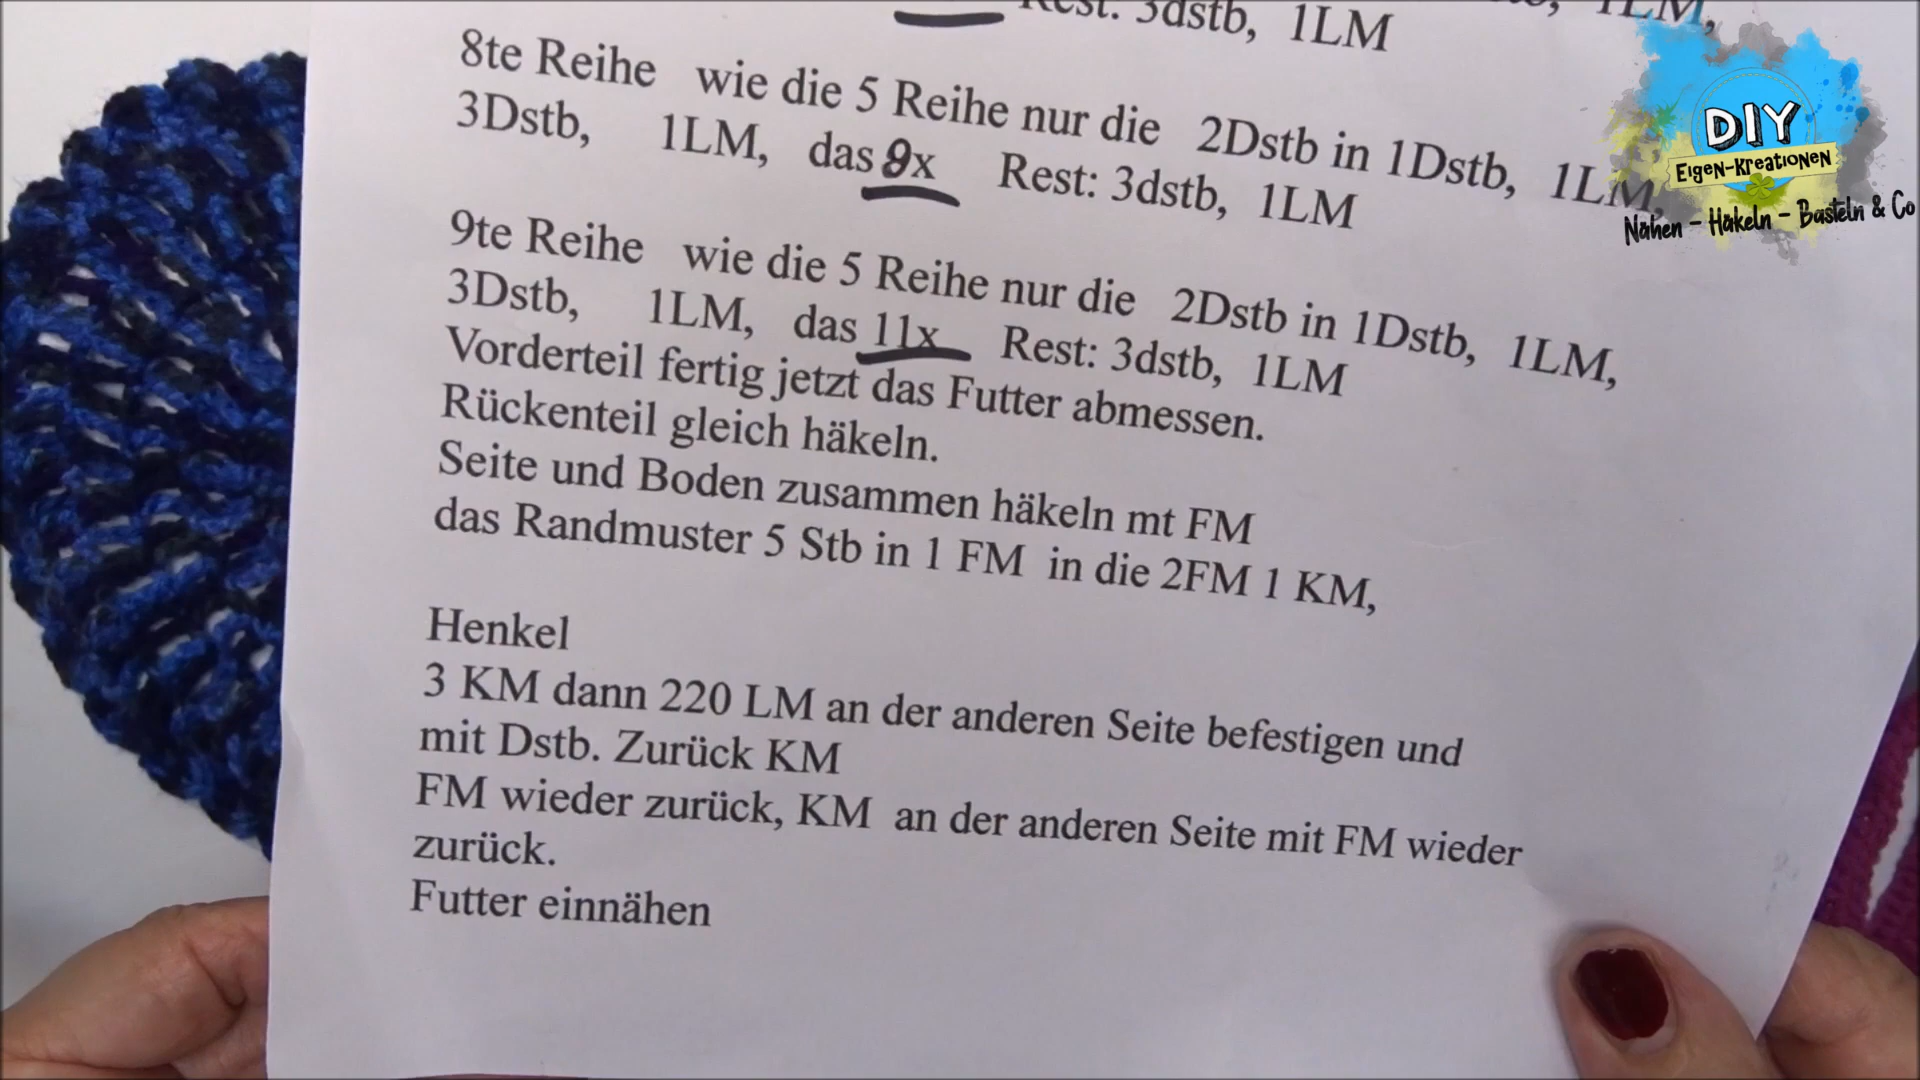 Rest: 3dstb, 1LM
8te Reihe wie die 5 Reihe nur die 2Dstb in 1Dstb, 1LM,
3Dstb, 1LM, das 9x Rest: 3dstb, 1LM
9te Reihe wie die 5 Reihe nur die 2Dstb in 1Dstb, 1LM,
3Dstb, 1LM, das 11x Rest: 3dstb, 1LM
Vorderteil fertig jetzt das Futter abmessen.
Rückenteil gleich häkeln.
Seite und Boden zusammen häkeln mt FM
das Randmuster 5 Stb in 1 FM in die 2FM 1 KM,
Henkel
3 KM dann 220 LM an der anderen Seite befestigen und
mit Dstb. Zurück KM
FM wieder zurück, KM an der anderen Seite mit FM wieder
zurück.
Futter einnähen
DIY
Eigen-Kreationen
Nähen - Häkeln - Basteln & Co